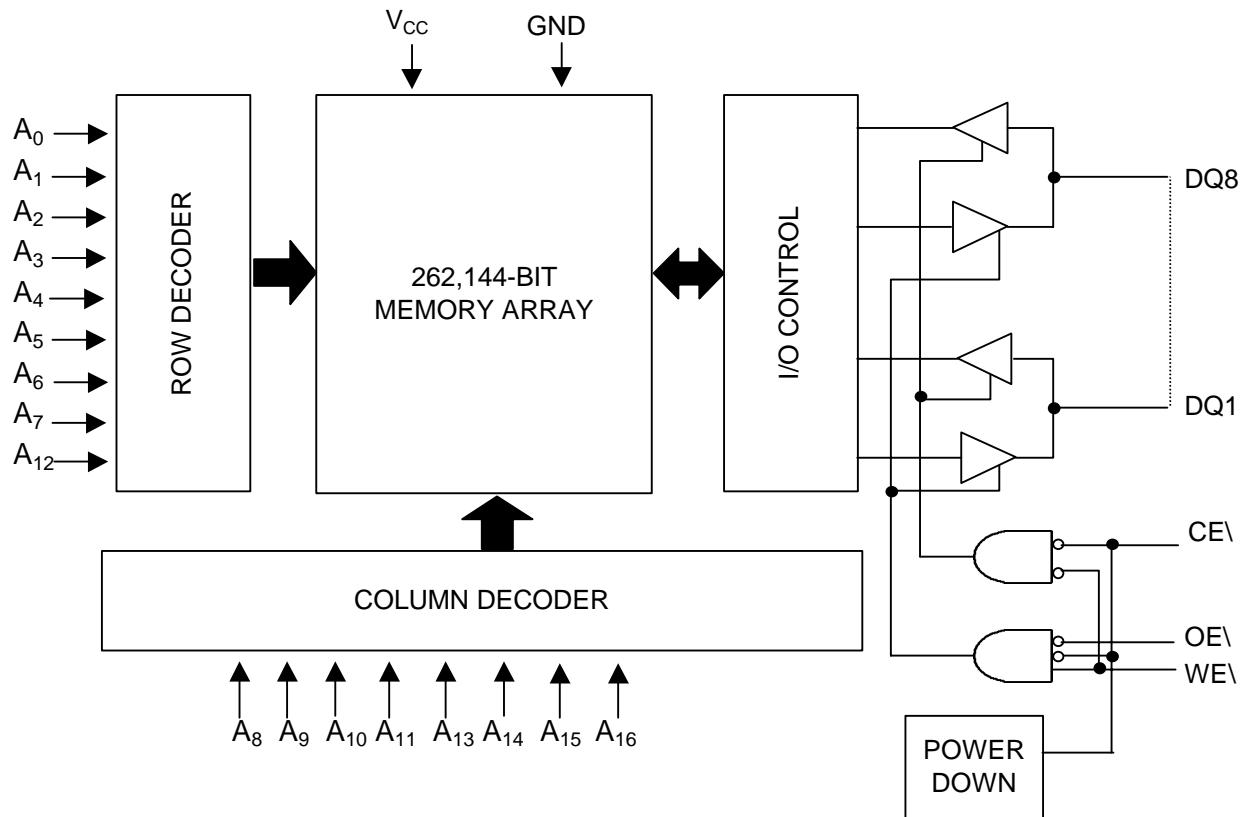 V_CC
GND
A_0
A_1
A_2
A_3
A_4
A_5
A_6
A_7
A_12
ROW DECODER
262,144-BIT
MEMORY ARRAY
I/O CONTROL
DQ8
DQ1
COLUMN DECODER
CE\
OE\
WE\
A_8 A_9 A_10 A_11 A_13 A_14 A_15 A_16
POWER
DOWN